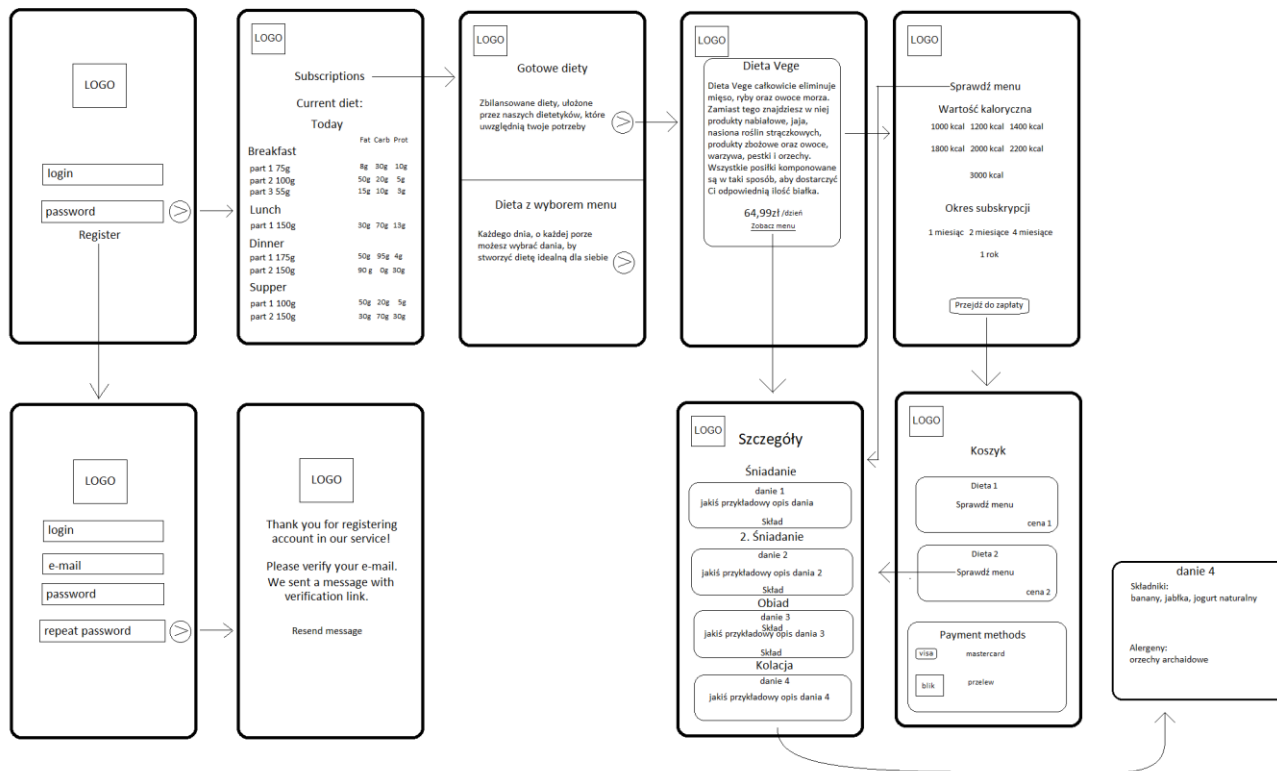 LOGO
login
password
>
Register
LOGO
Subscriptions
Current diet:
Today
Fat Carb Prot
Breakfast
part 1 75g 8g 30g 10g
part 2 100g 50g 20g 5g
part 3 55g 15g 10g 3g
Lunch
part 1 150g 30g 70g 13g
Dinner
part 1 175g 50g 95g 4g
part 2 150g 90 g 0g 30g
Supper
part 1 100g 50g 20g 5g
part 2 150g 30g 70g 30g
LOGO
Gotowe diety
Zbilansowane diety, ułożone
przez naszych dietetyków, które
uwzględnią twoje potrzeby
>
Dieta z wyborem menu
Każdego dnia, o każdej porze
możesz wybrać dania, by
stworzyć dietę idealną dla siebie
>
LOGO
Dieta Vege
Dieta Vege całkowicie eliminuje
mięso, ryby oraz owoce morza.
Zamiast tego znajdziesz w niej
produkty nabiałowe, jaja,
nasiona roślin strączkowych,
produkty zbożowe oraz owoce,
warzywa, pestki i orzechy.
Wszystkie posiłki komponowane
są w taki sposób, aby dostarczyć
Ci odpowiednią ilość białka.
64,99zł /dzień
Zobacz menu
LOGO
Sprawdź menu
Wartość kaloryczna
1000 kcal 1200 kcal 1400 kcal
1800 kcal 2000 kcal 2200 kcal
3000 kcal
Okres subskrypcji
1 miesiąc 2 miesiące 4 miesiące
1 rok
Przejdź do zapłaty
LOGO
login
e-mail
password
repeat password
>
LOGO
Thank you for registering
account in our service!
Please verify your e-mail.
We sent a message with
verification link.
Resend message
LOGO
Szczegóły
Śniadanie
danie 1
jakiś przykładowy opis dania
Skład
2. Śniadanie
danie 2
jakiś przykładowy opis dania 2
Skład
Obiad
danie 3
Skład
jakiś przykładowy opis dania 3
Skład
Kolacja
danie 4
jakiś przykładowy opis dania 4
LOGO
Koszyk
Dieta 1
Sprawdź menu
cena 1
Dieta 2
Sprawdź menu
cena 2
Payment methods
visa mastercard
blik przelew
danie 4
Składniki:
banany, jabłka, jogurt naturalny
Alergeny:
orzechy archaidowe